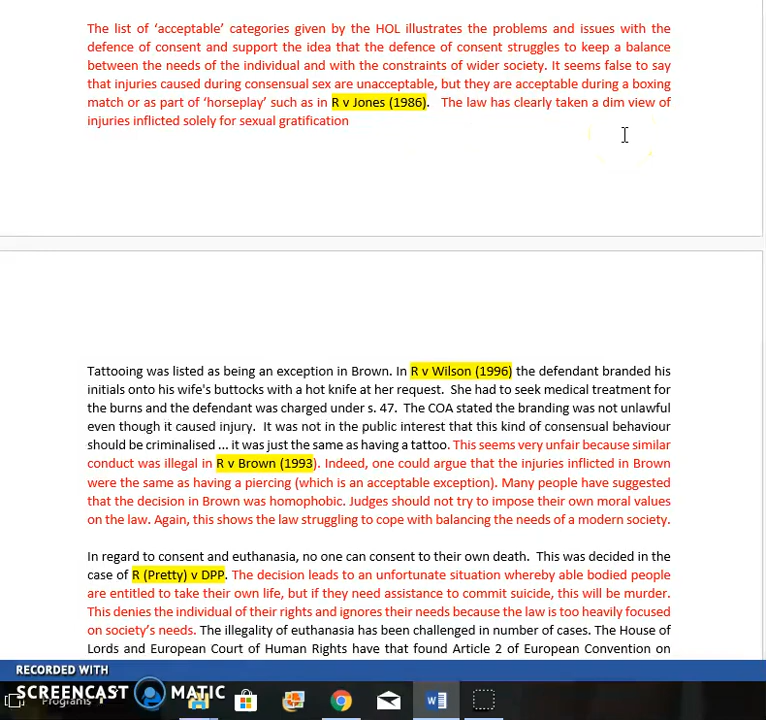 The list of ‘acceptable’ categories given by the HOL illustrates the problems and issues with the
defence of consent and support the idea that the defence of consent struggles to keep a balance
between the needs of the individual and with the constraints of wider society. It seems false to say
that injuries caused during consensual sex are unacceptable, but they are acceptable during a boxing
match or as part of ‘horseplay’ such as in R v Jones (1986). The law has clearly taken a dim view of
injuries inflicted solely for sexual gratification
Tattooing was listed as being an exception in Brown. In R v Wilson (1996) the defendant branded his
initials onto his wife's buttocks with a hot knife at her request. She had to seek medical treatment for
the burns and the defendant was charged under s. 47. The COA stated the branding was not unlawful
even though it caused injury. It was not in the public interest that this kind of consensual behaviour
should be criminalised ... it was just the same as having a tattoo. This seems very unfair because similar
conduct was illegal in R v Brown (1993). Indeed, one could argue that the injuries inflicted in Brown
were the same as having a piercing (which is an acceptable exception). Many people have suggested
that the decision in Brown was homophobic. Judges should not try to impose their own moral values
on the law. Again, this shows the law struggling to cope with balancing the needs of a modern society.
In regard to consent and euthanasia, no one can consent to their own death. This was decided in the
case of R (Pretty) v DPP. The decision leads to an unfortunate situation whereby able bodied people
are entitled to take their own life, but if they need assistance to commit suicide, this will be murder.
This denies the individual of their rights and ignores their needs because the law is too heavily focused
on society’s needs. The illegality of euthanasia has been challenged in number of cases. The House of
Lords and European Court of Human Rights have that found Article 2 of European Convention on
RECORDED WITH
SCREENCAST MATIC
Programs